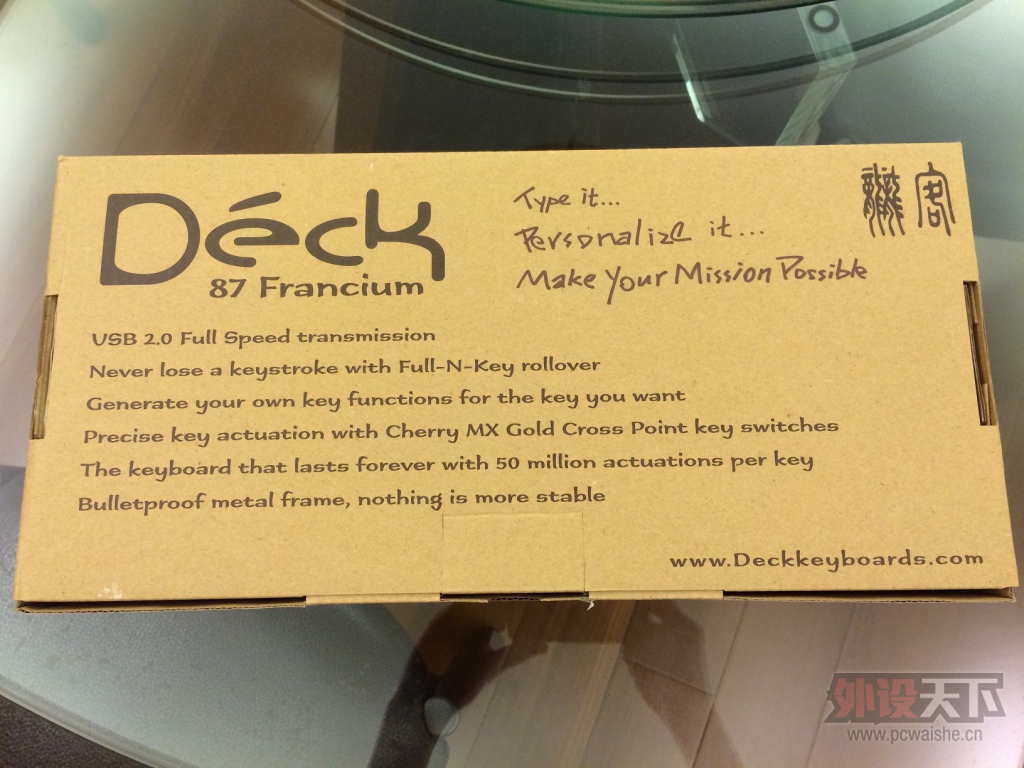 Déck
87 Francium
Type it...
Personalize it...
Make Your Mission Possible
客
USB 2.0 Full Speed transmission
Never lose a keystroke with Full-N-Key rollover
Generate your own key functions for the key you want
Precise key actuation with Cherry MX Gold Cross Point key switches
The keyboard that lasts forever with 50 million actuations per key
Bulletproof metal frame, nothing is more stable
www.Deckkeyboards.com
外设天下
www.pcwaishe.cn